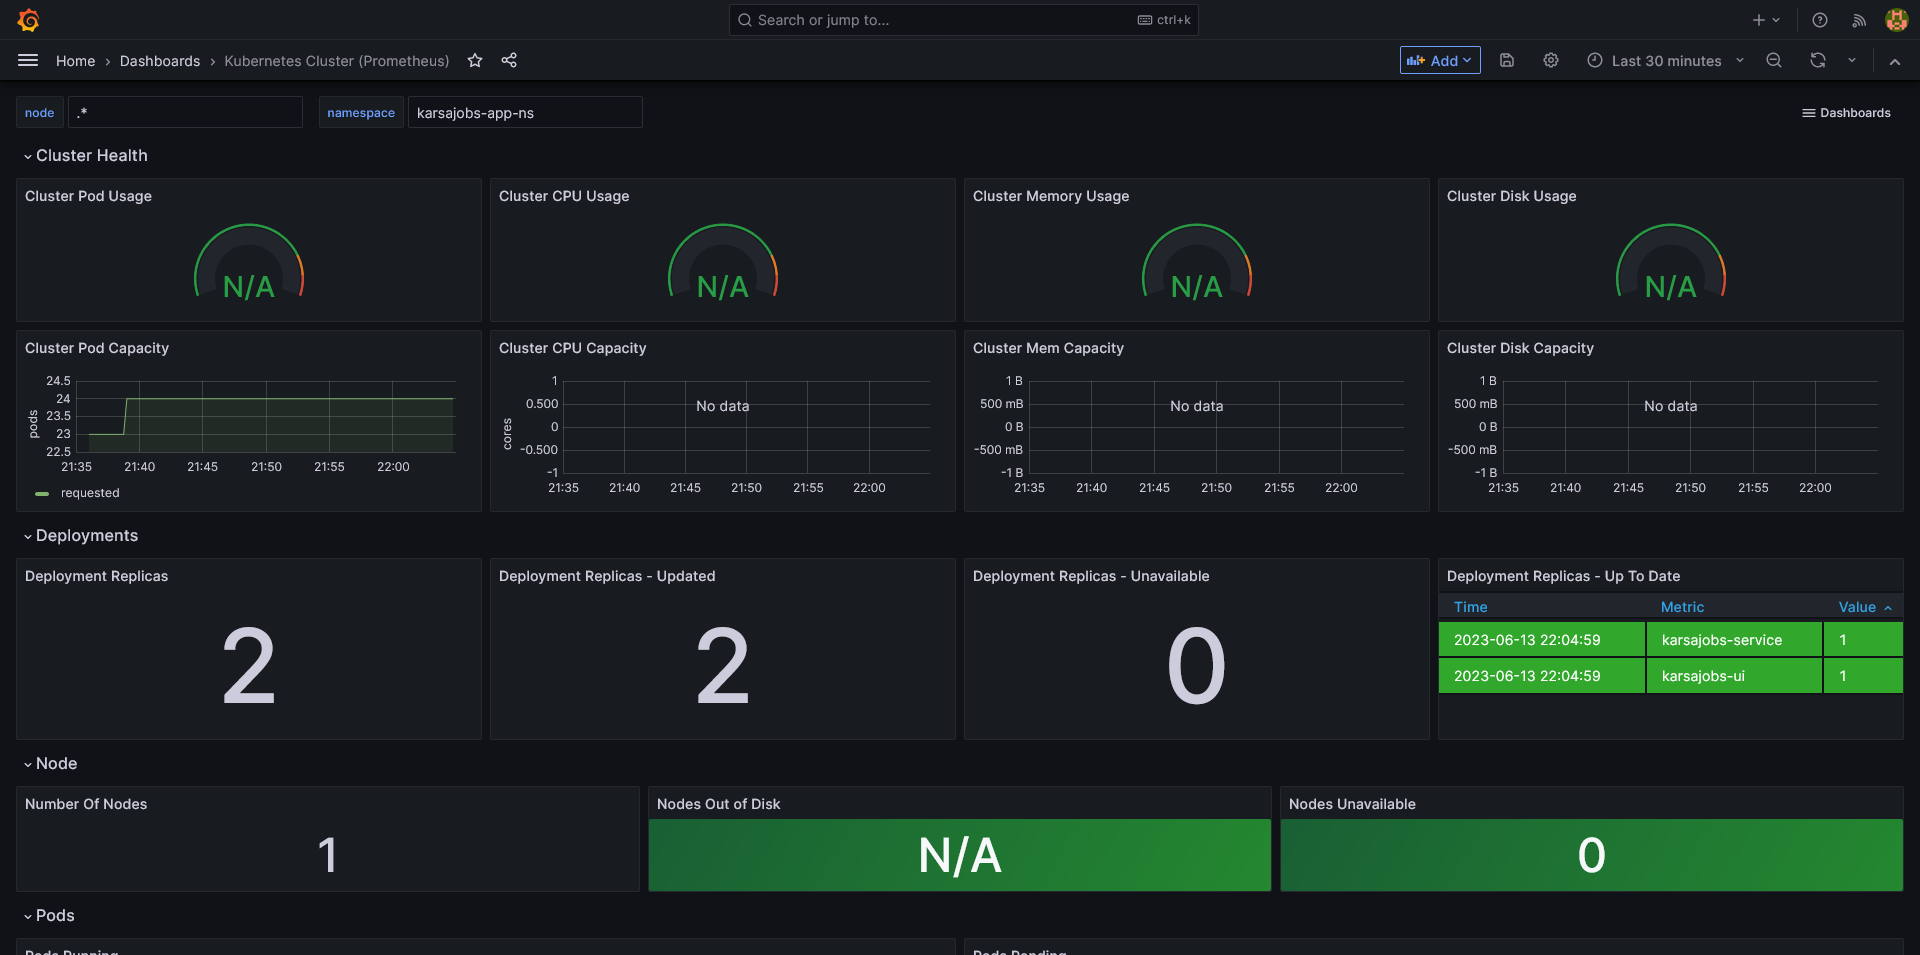 Search or jump to...
ctrl+k
Home › Dashboards › Kubernetes Cluster (Prometheus)
Add
Last 30 minutes
node
.*
namespace
karsajobs-app-ns
Dashboards
Cluster Health
Cluster Pod Usage
N/A
Cluster CPU Usage
N/A
Cluster Memory Usage
N/A
Cluster Disk Usage
N/A
Cluster Pod Capacity
pods
24.5
24
23.5
23
22.5
21:35 21:40 21:45 21:50 21:55 22:00
requested
Cluster CPU Capacity
cores
1
0.500
0
-0.500
-1
No data
21:35 21:40 21:45 21:50 21:55 22:00
Cluster Mem Capacity
1 B
500 mB
0 B
-500 mB
-1 B
No data
21:35 21:40 21:45 21:50 21:55 22:00
Cluster Disk Capacity
1 B
500 mB
0 B
-500 mB
-1 B
No data
21:35 21:40 21:45 21:50 21:55 22:00
Deployments
Deployment Replicas
2
Deployment Replicas - Updated
2
Deployment Replicas - Unavailable
0
Deployment Replicas - Up To Date
Time Metric Value
2023-06-13 22:04:59 karsajobs-service 1
2023-06-13 22:04:59 karsajobs-ui 1
Node
Number Of Nodes
1
Nodes Out of Disk
N/A
Nodes Unavailable
0
Pods
Pods Running
Pods Pending